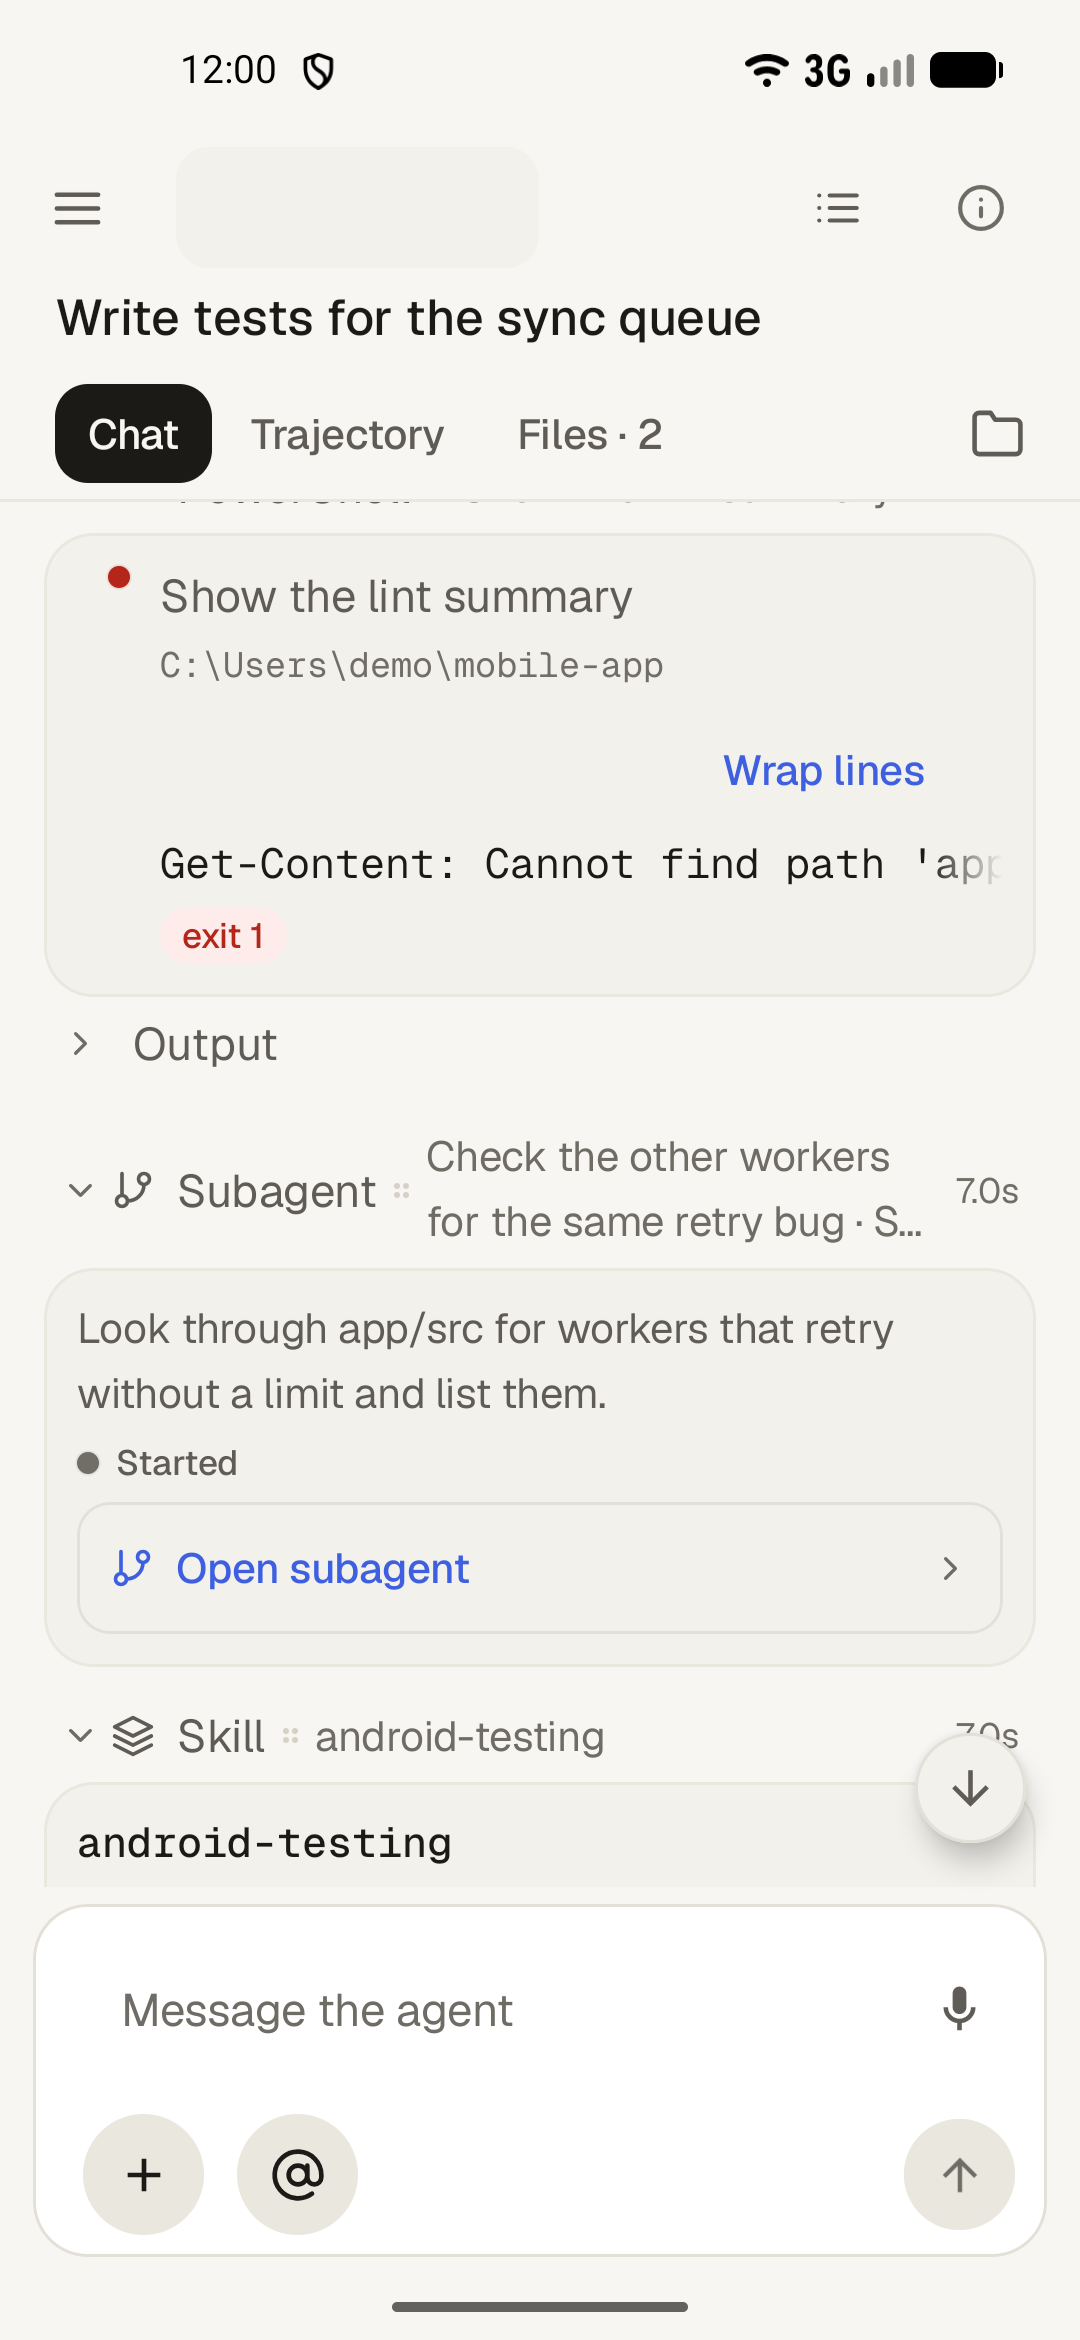 12:00
3G
Write tests for the sync queue
Chat
Trajectory
Files · 2
Show the lint summary
C:\Users\demo\mobile-app
Wrap lines
Get-Content: Cannot find path 'app
exit 1
Output
Subagent
Check the other workers
for the same retry bug · S…
7.0s
Look through app/src for workers that retry
without a limit and list them.
Started
Open subagent
Skill
android-testing
7.0s
android-testing
Message the agent